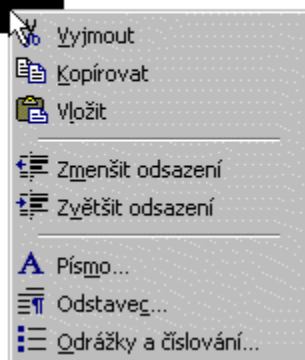 Vyjmout
Kopírovat
Vložit
Zmenšit odsazení
Zvětšit odsazení
Písmo...
Odstavec...
Odrážky a číslování...